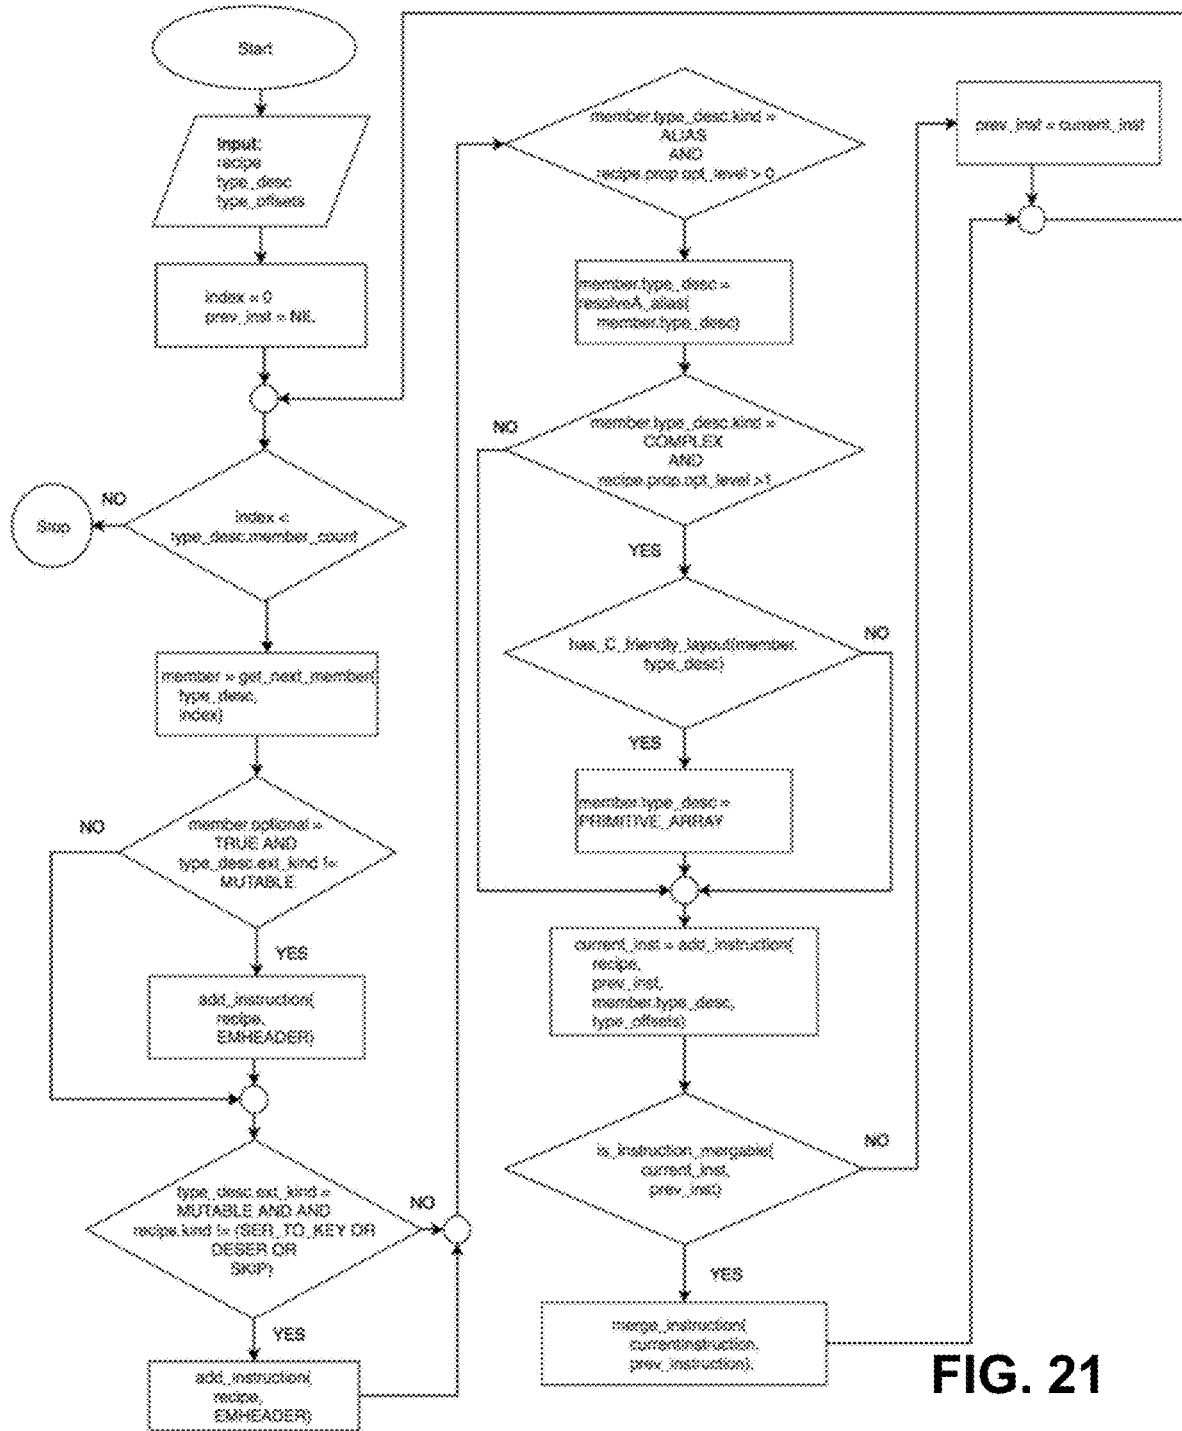 Start
Input:
recipe
type_desc
type_offsets
index = 0
prev_inst = NIL
index <
type_desc.member_count
NO
Stop
member = get_next_member(
type_desc,
index)
member.optional =
TRUE AND
type_desc.ext_kind !=
MUTABLE
NO
YES
add_instruction(
recipe,
EMHEADER)
type_desc.ext_kind =
MUTABLE AND AND
recipe.kind != (SER_TO_KEY OR
DESER OR
SKIP)
NO
YES
add_instruction(
recipe,
EMHEADER)
member.type_desc.kind =
ALIAS
AND
recipe.prop.opt_level > 0
member.type_desc =
resolveA_alias(
member.type_desc)
member.type_desc.kind =
COMPLEX
AND
recipe.prop.opt_level >1
NO
YES
has_C_friendly_layout(member.
type_desc)
NO
YES
member.type_desc =
PRIMITIVE_ARRAY
current_inst = add_instruction(
recipe,
prev_inst,
member.type_desc,
type_offsets)
is_instruction_mergable(
current_inst,
prev_inst)
NO
YES
merge_instruction(
currentinstruction,
prev_instruction),
prev_inst = current_inst
FIG. 21